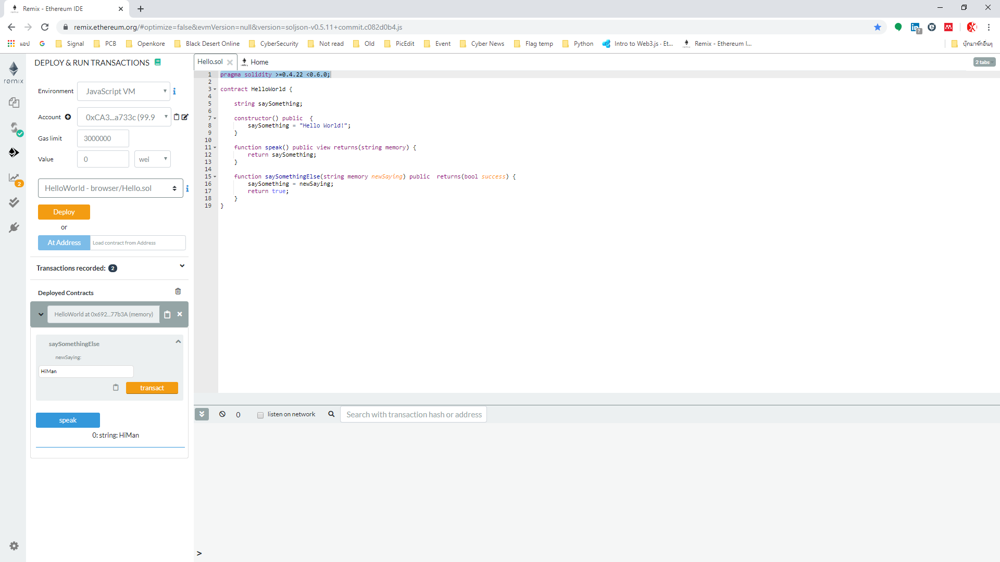 Remix - Ethereum IDE
remix.ethereum.org/#optimize=false&evmVersion=null&version=soljson-v0.5.11+commit.c082d0b4.js
แอป Signal PCB Openkore Black Desert Online CyberSecurity Not read Old PicEdit Event Cyber News Flag temp Python Intro to Web3.js · Et... Remix - Ethereum I... บุ๊กมาร์กอื่นๆ
remix
DEPLOY & RUN TRANSACTIONS
Environment JavaScript VM
Account 0xCA3...a733c (99.9
Gas limit 3000000
Value 0 wei
2
HelloWorld - browser/Hello.sol
Deploy
or
At Address Load contract from Address
Transactions recorded: 2
Deployed Contracts
HelloWorld at 0x692...77b3A (memory)
saySomethingElse
newSaying:
HiMan
transact
speak
0: string: HiMan
Hello.sol Home 2 tabs
1 pragma solidity >=0.4.22 <0.6.0;
2
3 contract HelloWorld {
4
5 string saySomething;
6
7 constructor() public  {
8 saySomething = "Hello World!";
9 }
10
11 function speak() public view returns(string memory) {
12 return saySomething;
13 }
14
15 function saySomethingElse(string memory newSaying) public  returns(bool success) {
16 saySomething = newSaying;
17 return true;
18 }
19 }
0 listen on network Search with transaction hash or address
>